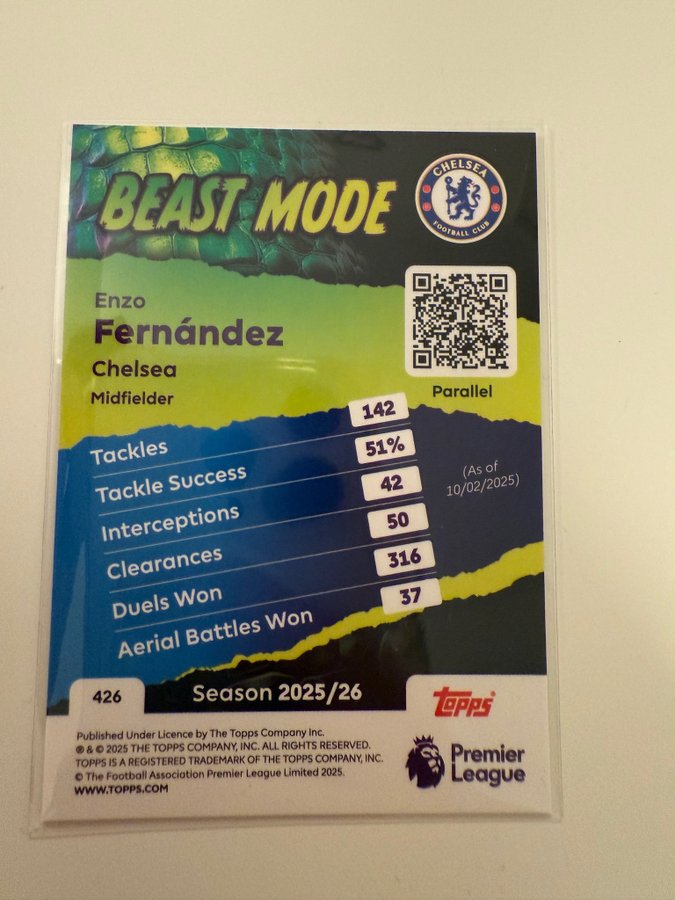 BEAST MODE
CHELSEA
FOOTBALL CLUB
Enzo
Fernández
Chelsea
Midfielder
Parallel
Tackles 142
Tackle Success 51%
Interceptions 42
Clearances 50
Duels Won 316
Aerial Battles Won 37
(As of
10/02/2025)
426
Season 2025/26
Topps
Published Under Licence by The Topps Company Inc.
® & © 2025 THE TOPPS COMPANY, INC. ALL RIGHTS RESERVED.
TOPPS IS A REGISTERED TRADEMARK OF THE TOPPS COMPANY, INC.
© The Football Association Premier League Limited 2025.
WWW.TOPPS.COM
Premier
League